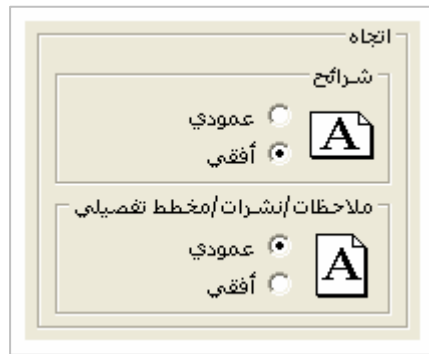 اتجاه
شرائح
عمودي
أفقي
A
ملاحظات/نشرات/مخطط تفصيلي
عمودي
أفقي
A